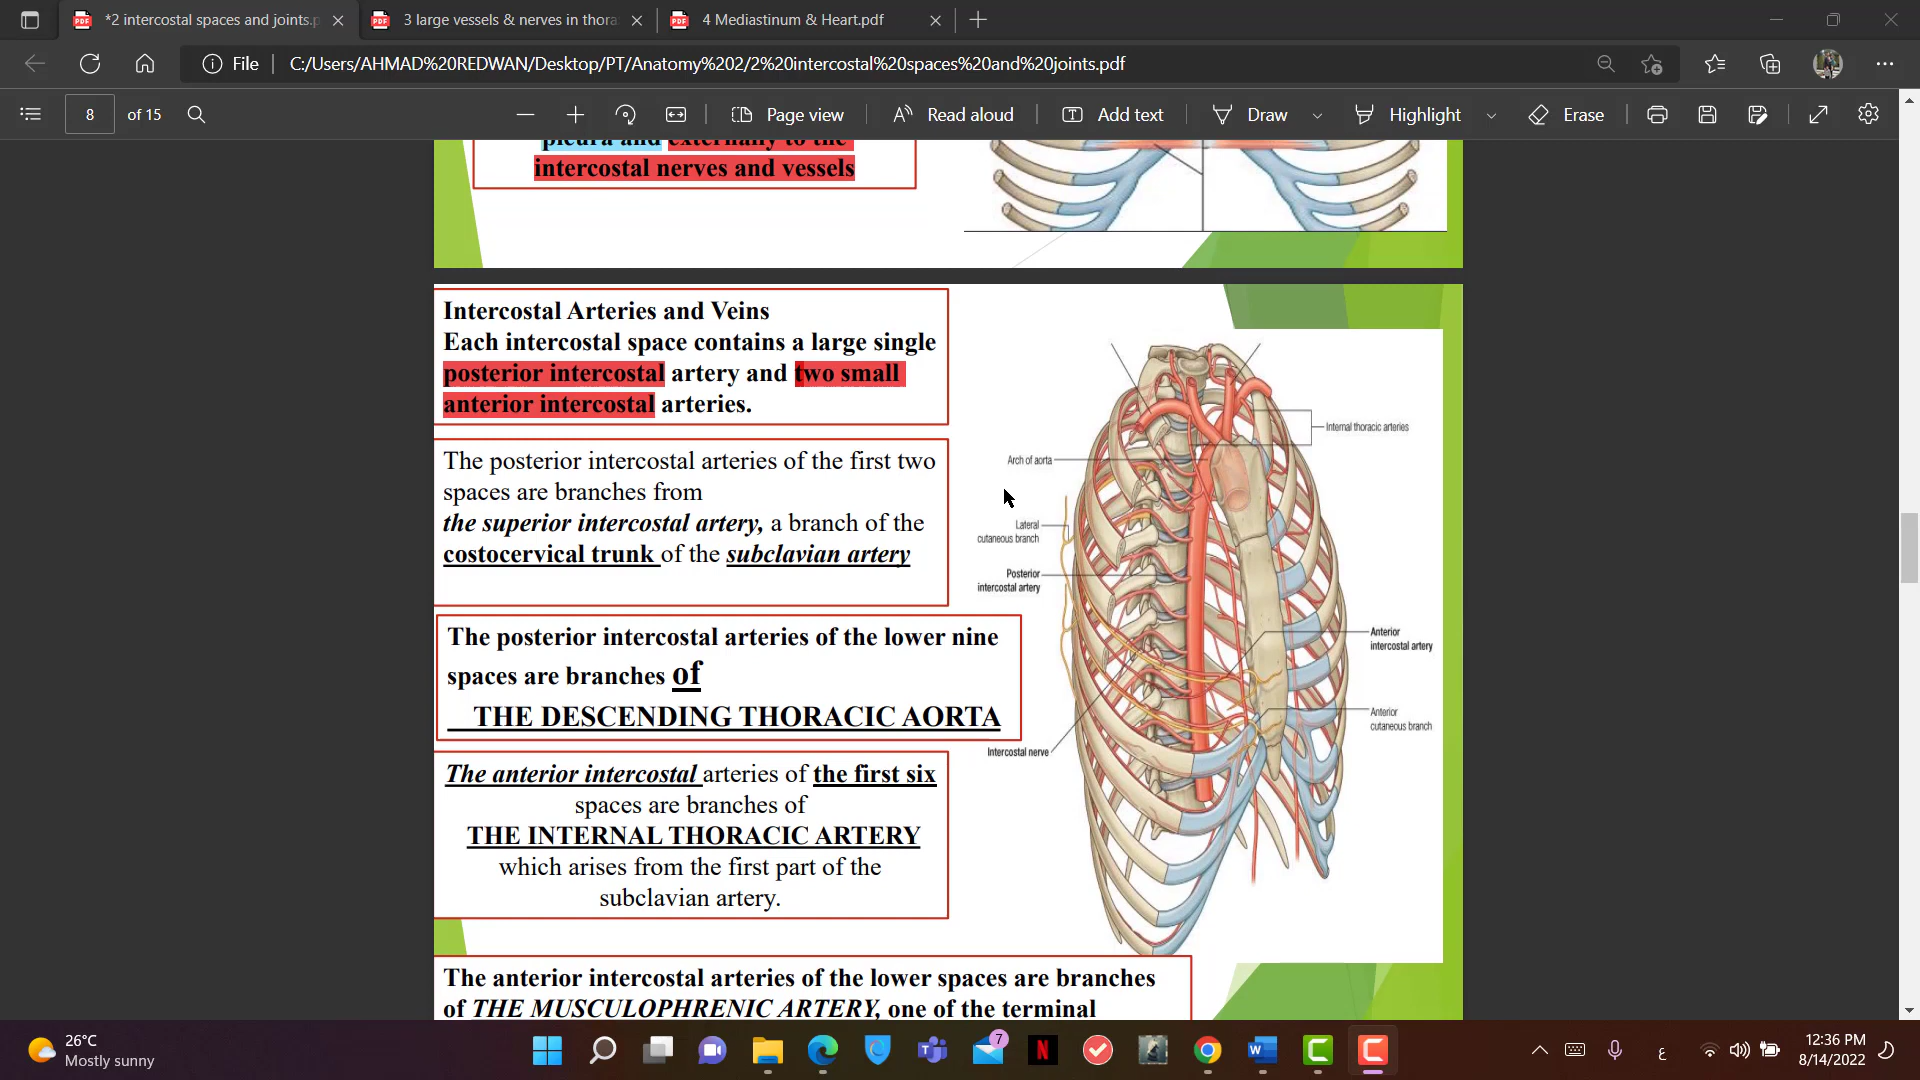 *2 intercostal spaces and joints.p
3 large vessels & nerves in thora
4 Mediastinum & Heart.pdf
File
C:/Users/AHMAD%20REDWAN/Desktop/PT/Anatomy%202/2%20intercostal%20spaces%20and%20joints.pdf
8 of 15
Page view
Read aloud
Add text
Draw
Highlight
Erase
pleura and externally to the
intercostal nerves and vessels
Intercostal Arteries and Veins
Each intercostal space contains a large single
posterior intercostal artery and two small
anterior intercostal arteries.
The posterior intercostal arteries of the first two
spaces are branches from
the superior intercostal artery, a branch of the
costocervical trunk of the subclavian artery
The posterior intercostal arteries of the lower nine
spaces are branches of
THE DESCENDING THORACIC AORTA
The anterior intercostal arteries of the first six
spaces are branches of
THE INTERNAL THORACIC ARTERY
which arises from the first part of the
subclavian artery.
The anterior intercostal arteries of the lower spaces are branches
of THE MUSCULOPHRENIC ARTERY, one of the terminal
Internal thoracic arteries
Arch of aorta
Lateral
cutaneous branch
Posterior
intercostal artery
Anterior
intercostal artery
Anterior
cutaneous branch
Intercostal nerve
26°C
Mostly sunny
7
ع
12:36 PM
8/14/2022